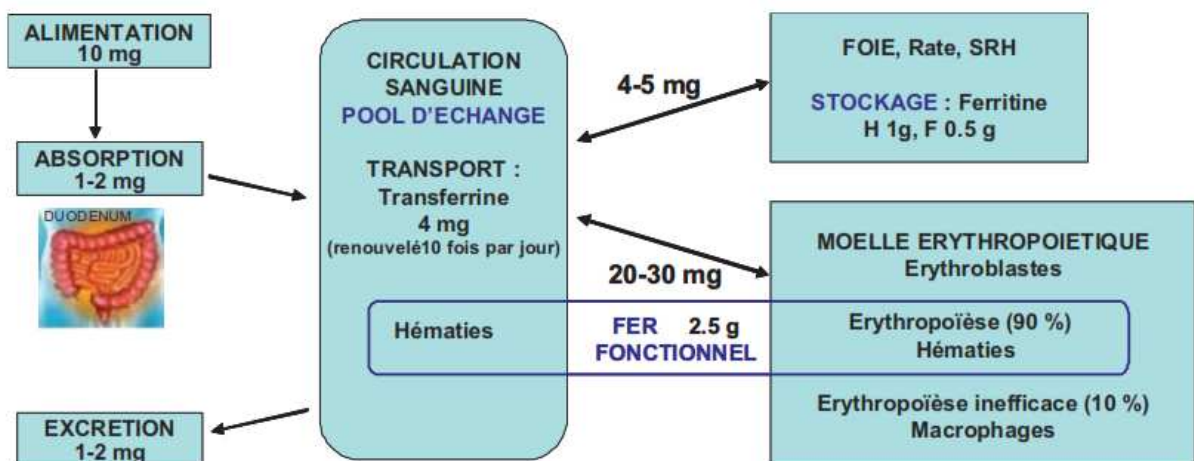 ALIMENTATION
10 mg
ABSORPTION
1-2 mg
DUODENUM
EXCRETION
1-2 mg
CIRCULATION
SANGUINE
POOL D'ECHANGE
TRANSPORT :
Transferrine
4 mg
(renouvelé10 fois par jour)
Hématies
4-5 mg
20-30 mg
FER 2.5 g
FONCTIONNEL
FOIE, Rate, SRH
STOCKAGE : Ferritine
H 1g, F 0.5 g
MOELLE ERYTHROPOIETIQUE
Erythroblastes
Erythropoïèse (90 %)
Hématies
Erythropoïèse inefficace (10 %)
Macrophages